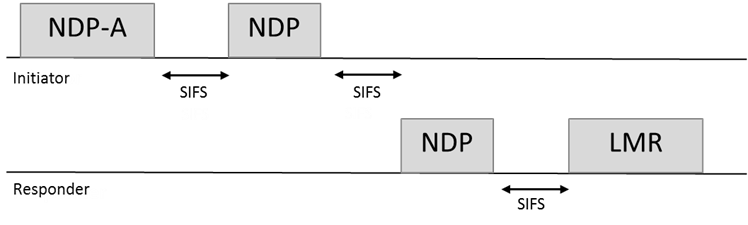 NDP-A
NDP
SIFS
SIFS
Initiator
NDP
LMR
SIFS
Responder